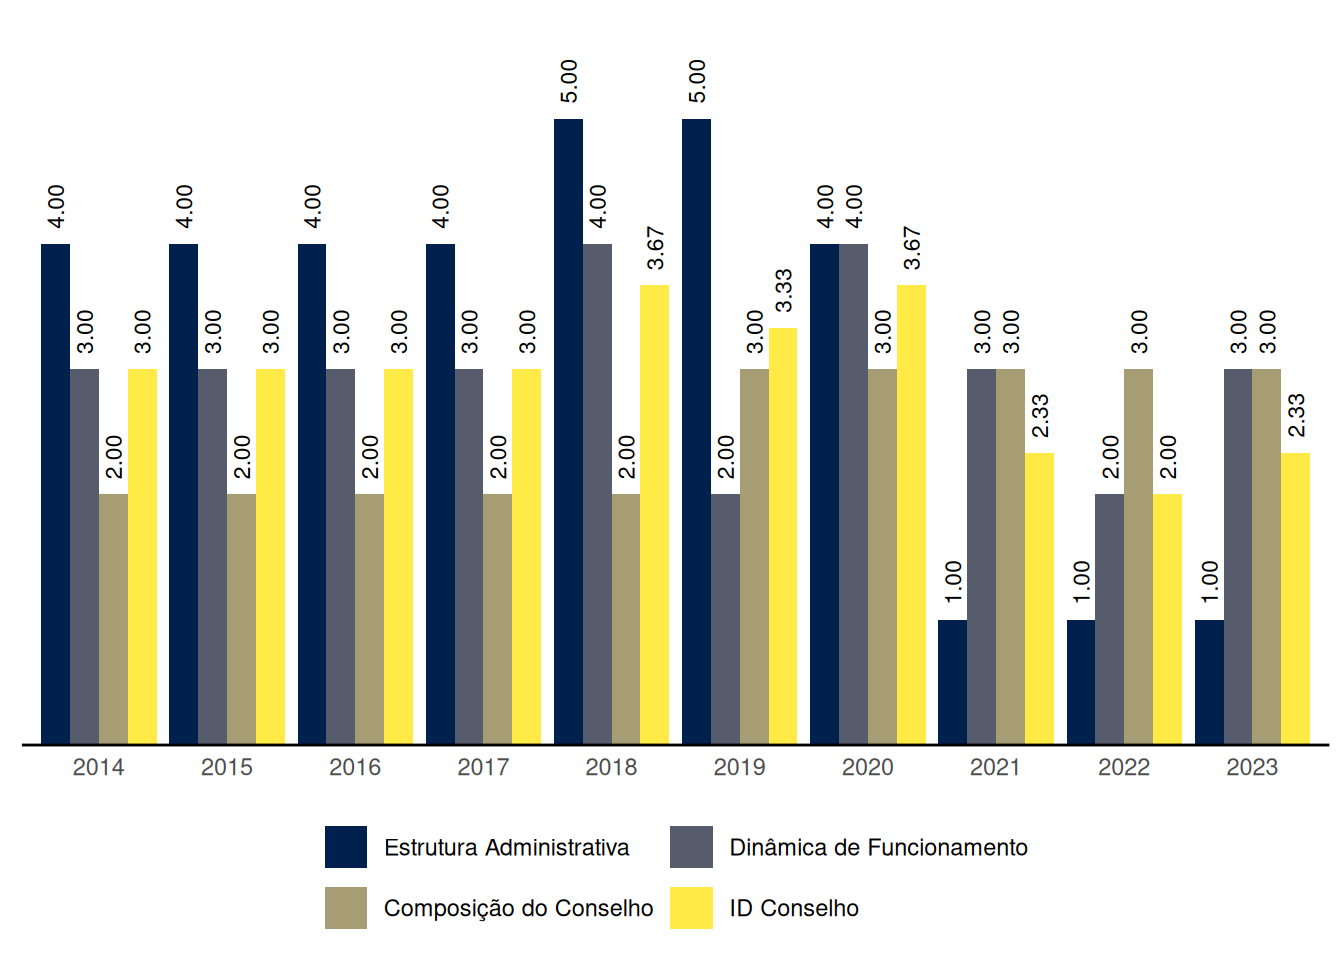 5.00 5.00
4.00 4.00 4.00 4.00 4.00 4.00 4.00
3.67 3.67
3.33
3.00 3.00 3.00 3.00 3.00 3.00 3.00 3.00 3.00 3.00 3.00 3.00 3.00 3.00 3.00
2.33 2.33
2.00 2.00 2.00 2.00 2.00 2.00 2.00 2.00
1.00 1.00 1.00
2014 2015 2016 2017 2018 2019 2020 2021 2022 2023
Estrutura Administrativa Dinâmica de Funcionamento
Composição do Conselho ID Conselho